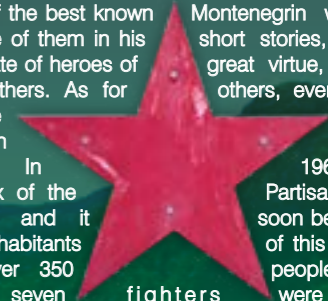 f the best known Montenegrin
e of them in his short stories,
te of heroes of great virtue,
thers. As for others, eve
In 196
x of the Partisa
and it soon be
habitants of this
ver 350 people
seven fighters were